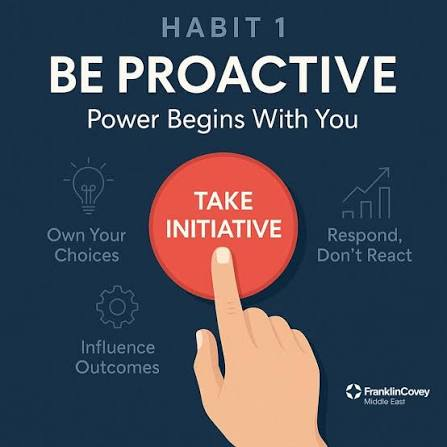 HABIT 1
BE PROACTIVE
Power Begins With You
TAKE
INITIATIVE
Own Your
Choices
Respond,
Don't React
Influence
Outcomes
FranklinCovey
Middle East